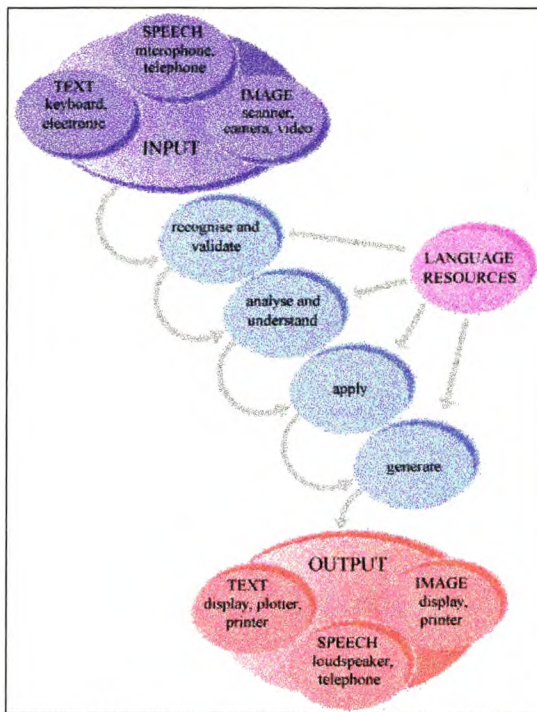 SPEECH
microphone,
telephone
TEXT
keyboard,
electronic
IMAGE
scanner,
camera, video
INPUT
recognise and
validate
LANGUAGE
RESOURCES
analyse and
understand
apply
generate
OUTPUT
TEXT
display, plotter,
printer
IMAGE
display,
printer
SPEECH
loudspeaker,
telephone